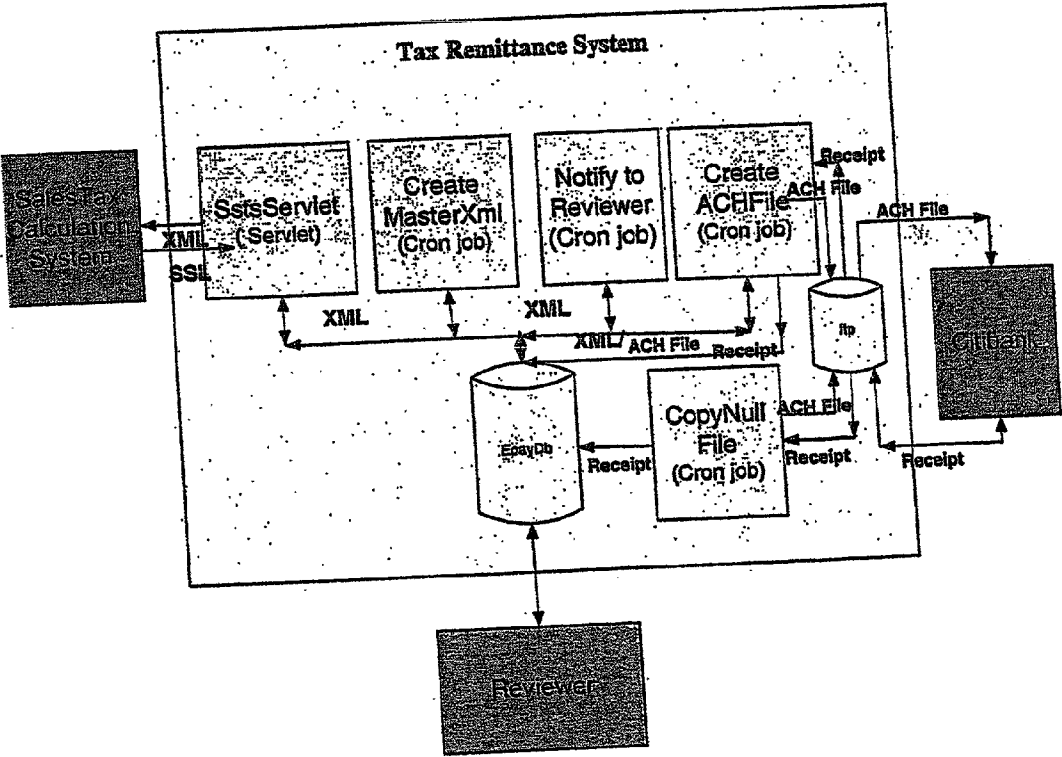 Tax Remittance System
Sales Tax
Calculation
System
XML
SSL
SstsServlet
( Servlet)
Create
MasterXml
(Cron job)
Notify to
Reviewer
(Cron job)
Create
ACHFile
(Cron job)
Receipt
ACH File
ACH File
ftp
Citibank
XML
XML
XML/
ACH File
Receipt
EpayDb
Receipt
CopyNull
File
(Cron job)
ACH File
Receipt
Receipt
Reviewer